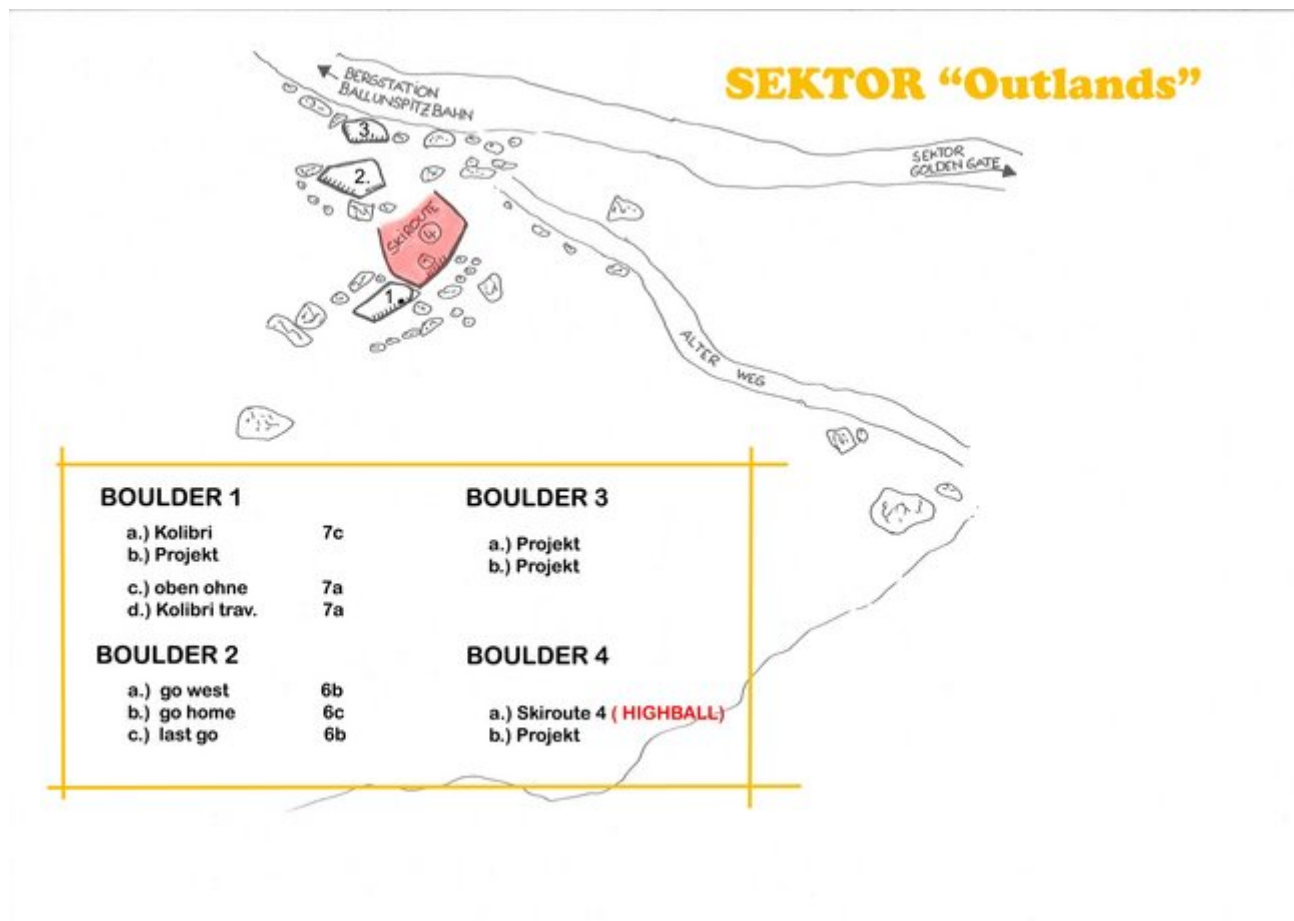 SEKTOR “Outlands”
BERGSTATION
BALLUNSPITZBAHN
SEKTOR
GOLDEN GATE
3.
2.
SKIROUTE
4
1.
ALTER WEG
BOULDER 1
a.) Kolibri 7c
b.) Projekt
c.) oben ohne 7a
d.) Kolibri trav. 7a
BOULDER 2
a.) go west 6b
b.) go home 6c
c.) last go 6b
BOULDER 3
a.) Projekt
b.) Projekt
BOULDER 4
a.) Skiroute 4 ( HIGHBALL)
b.) Projekt